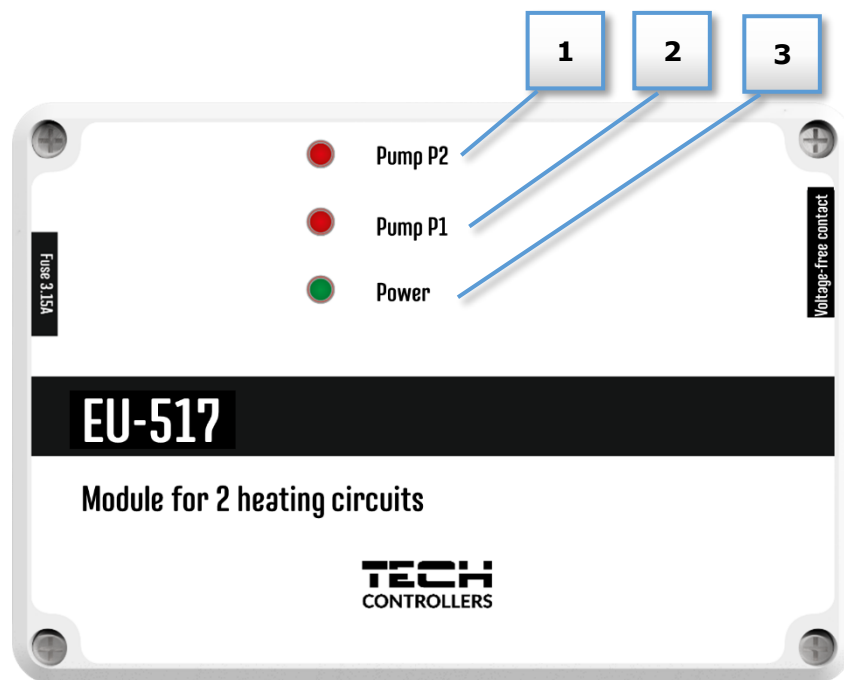 1
2
3
Pump P2
Pump P1
Power
Fuse 3.15A
Voltage-free contact
EU-517
Module for 2 heating circuits
TECH
CONTROLLERS